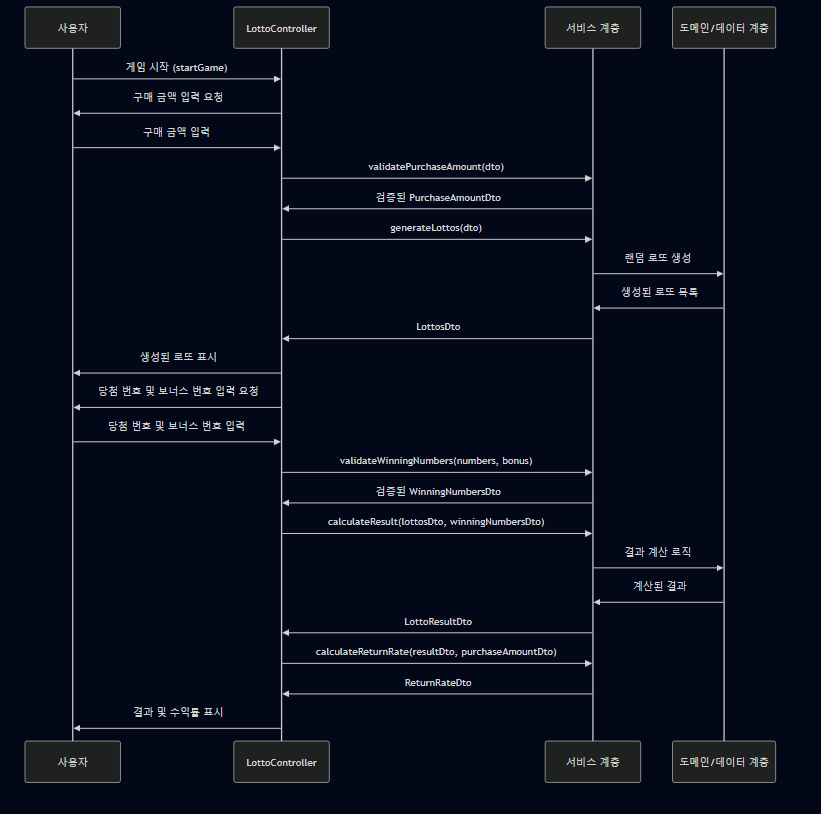 사용자
LottoController
서비스 계층
도메인/데이터 계층
게임 시작 (startGame)
구매 금액 입력 요청
구매 금액 입력
validatePurchaseAmount(dto)
검증된 PurchaseAmountDto
generateLottos(dto)
랜덤 로또 생성
생성된 로또 목록
LottosDto
생성된 로또 표시
당첨 번호 및 보너스 번호 입력 요청
당첨 번호 및 보너스 번호 입력
validateWinningNumbers(numbers, bonus)
검증된 WinningNumbersDto
calculateResult(lottosDto, winningNumbersDto)
결과 계산 로직
계산된 결과
LottoResultDto
calculateReturnRate(resultDto, purchaseAmountDto)
ReturnRateDto
결과 및 수익률 표시
사용자
LottoController
서비스 계층
도메인/데이터 계층